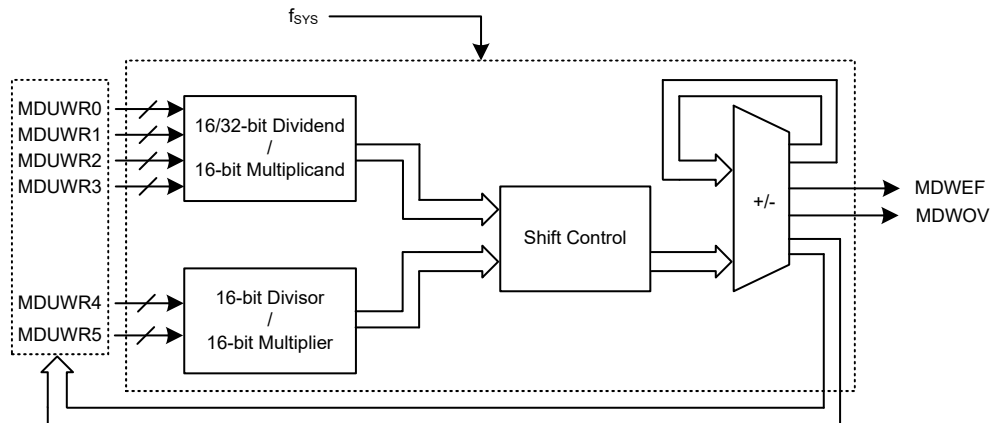 fSYS
MDUWR0
MDUWR1
MDUWR2
MDUWR3
16/32-bit Dividend
/
16-bit Multiplicand
MDUWR4
MDUWR5
16-bit Divisor
/
16-bit Multiplier
Shift Control
+/-
MDWEF
MDWOV